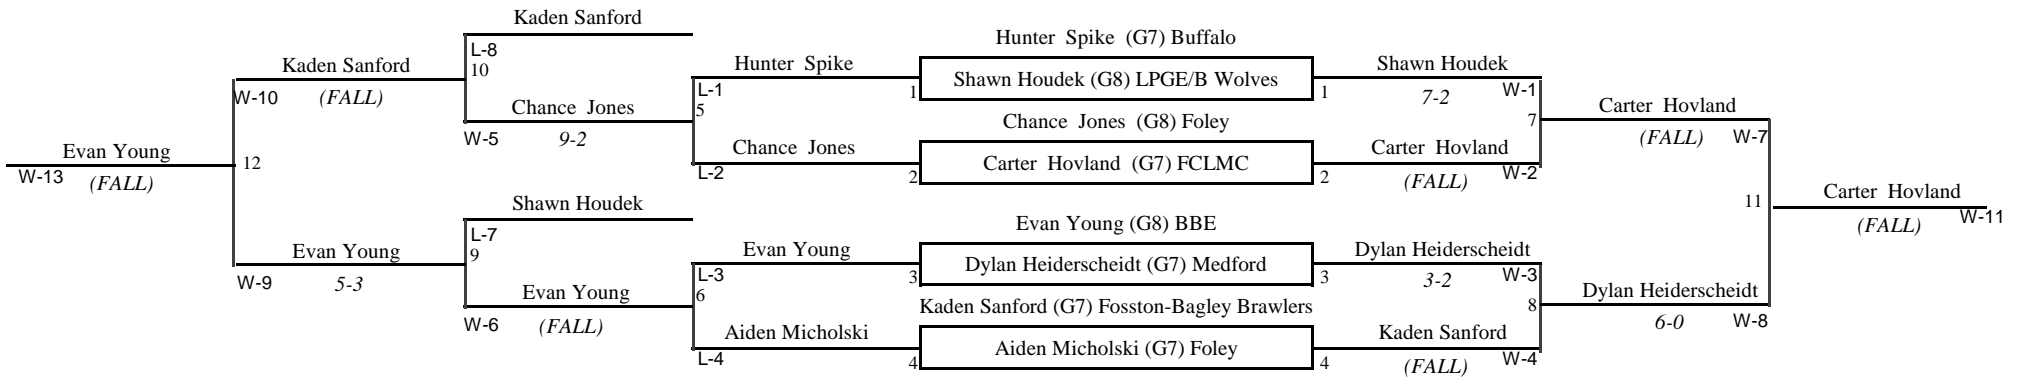 Kaden Sanford
L-8
10
Kaden Sanford
W-10
(FALL)
Chance Jones
W-5
9-2
Evan Young
W-13
(FALL)
12
Shawn Houdek
L-7
9
Evan Young
W-9
5-3
Evan Young
W-6
(FALL)
Hunter Spike
L-1
5
Chance Jones
L-2
Evan Young
L-3
6
Aiden Micholski
L-4
Hunter Spike (G7) Buffalo
1 Shawn Houdek (G8) LPGE/B Wolves 1
Chance Jones (G8) Foley
2 Carter Hovland (G7) FCLMC 2
Evan Young (G8) BBE
3 Dylan Heiderscheidt (G7) Medford 3
Kaden Sanford (G7) Fosston-Bagley Brawlers
4 Aiden Micholski (G7) Foley 4
Shawn Houdek
7-2
W-1
7
Carter Hovland
(FALL)
W-2
Dylan Heiderscheidt
3-2
W-3
8
Kaden Sanford
(FALL)
W-4
Carter Hovland
(FALL)
W-7
11
Dylan Heiderscheidt
6-0
W-8
Carter Hovland
(FALL)
W-11